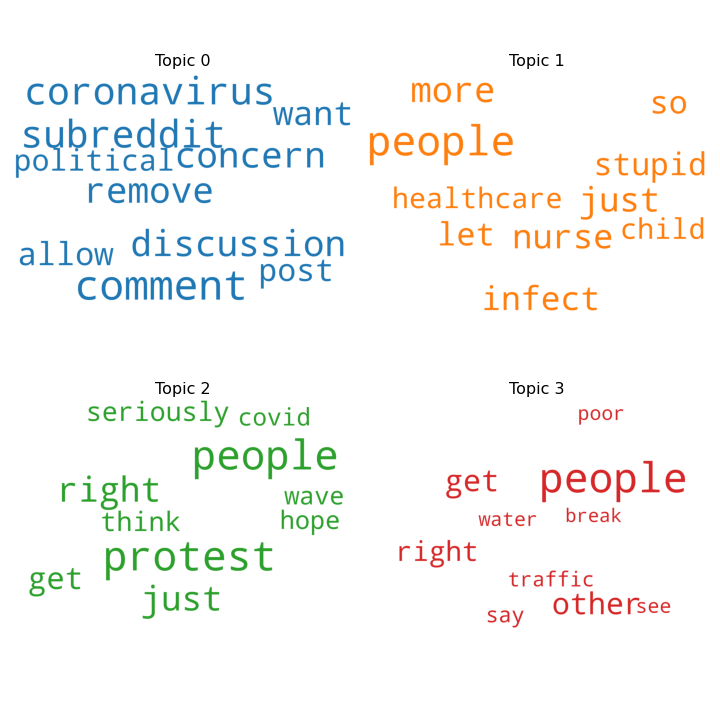 Topic 0
coronavirus
want
subreddit
political concern
remove
discussion
allow
post
comment
Topic 1
more
so
people
stupid
healthcare just
let nurse child
infect
Topic 2
seriously covid
people
right
wave
think hope
protest
get
just
Topic 3
poor
get people
water break
right
traffic
other see
say